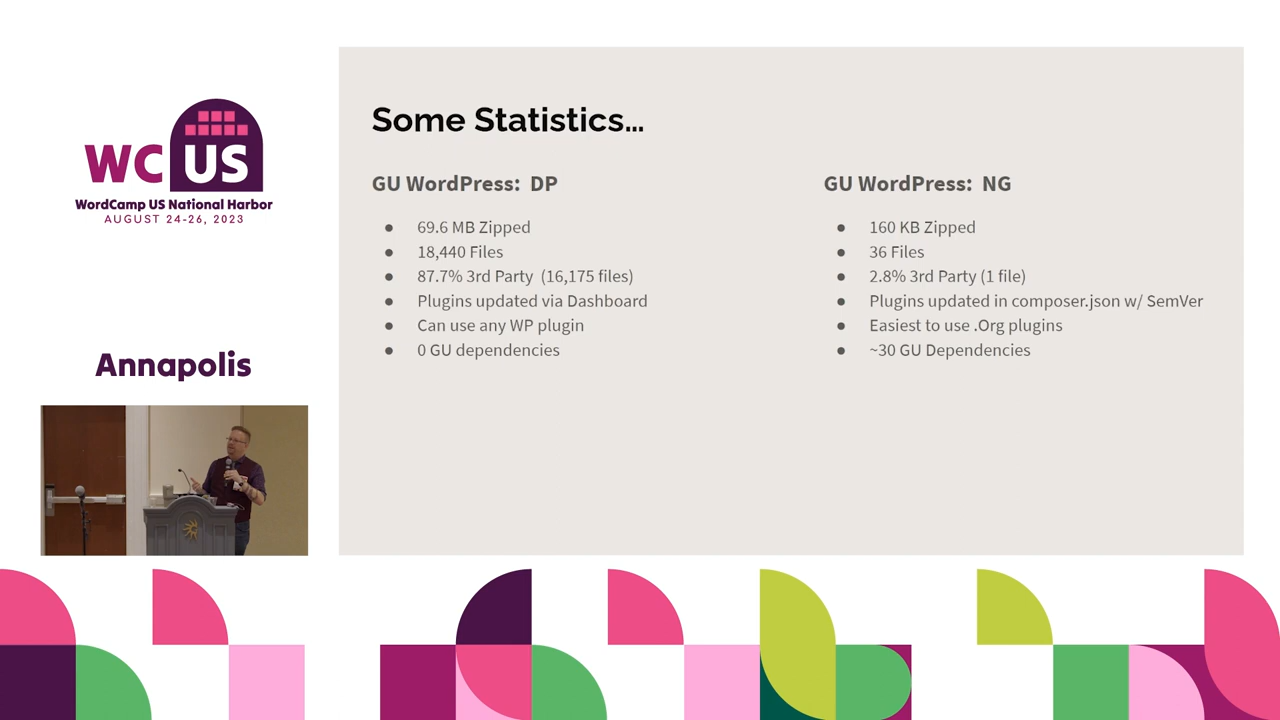 WC US
WordCamp US National Harbor
AUGUST 24-26, 2023
Annapolis
Some Statistics...
GU WordPress: DP
● 69.6 MB Zipped
● 18,440 Files
● 87.7% 3rd Party (16,175 files)
● Plugins updated via Dashboard
● Can use any WP plugin
● 0 GU dependencies
GU WordPress: NG
● 160 KB Zipped
● 36 Files
● 2.8% 3rd Party (1 file)
● Plugins updated in composer.json w/ SemVer
● Easiest to use .Org plugins
● ~30 GU Dependencies